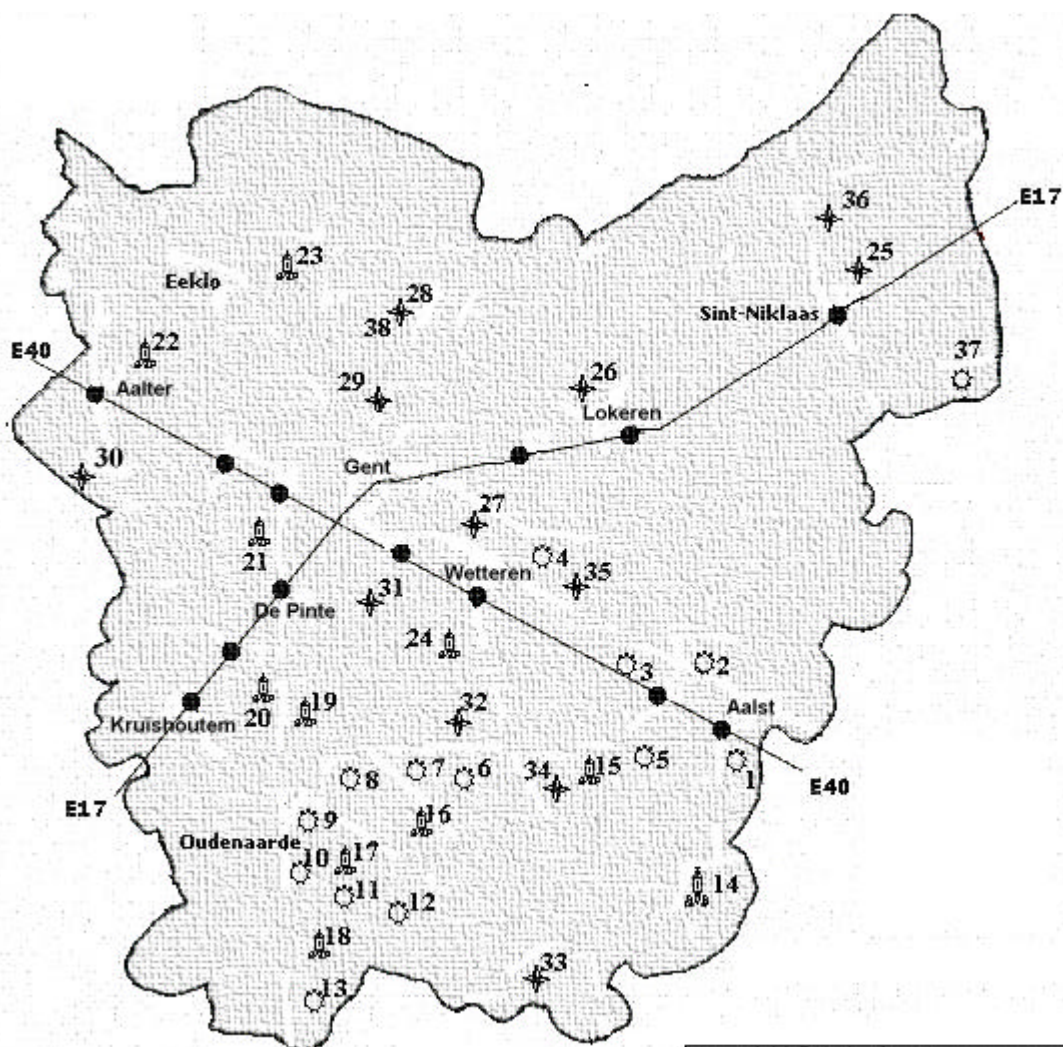 E17
36
25
23
Eeklo
28
38
Sint-Niklaas
22
E40
Aalter
37
29
26
Lokeren
30
Gent
27
4
21
Wetteren
35
De Pinte
31
24
3
2
19
20
32
Aalst
Kruishoutem
5
7
6
34
15
1
8
E40
E17
16
9
Oudenaarde
17
10
11
12
14
18
33
13